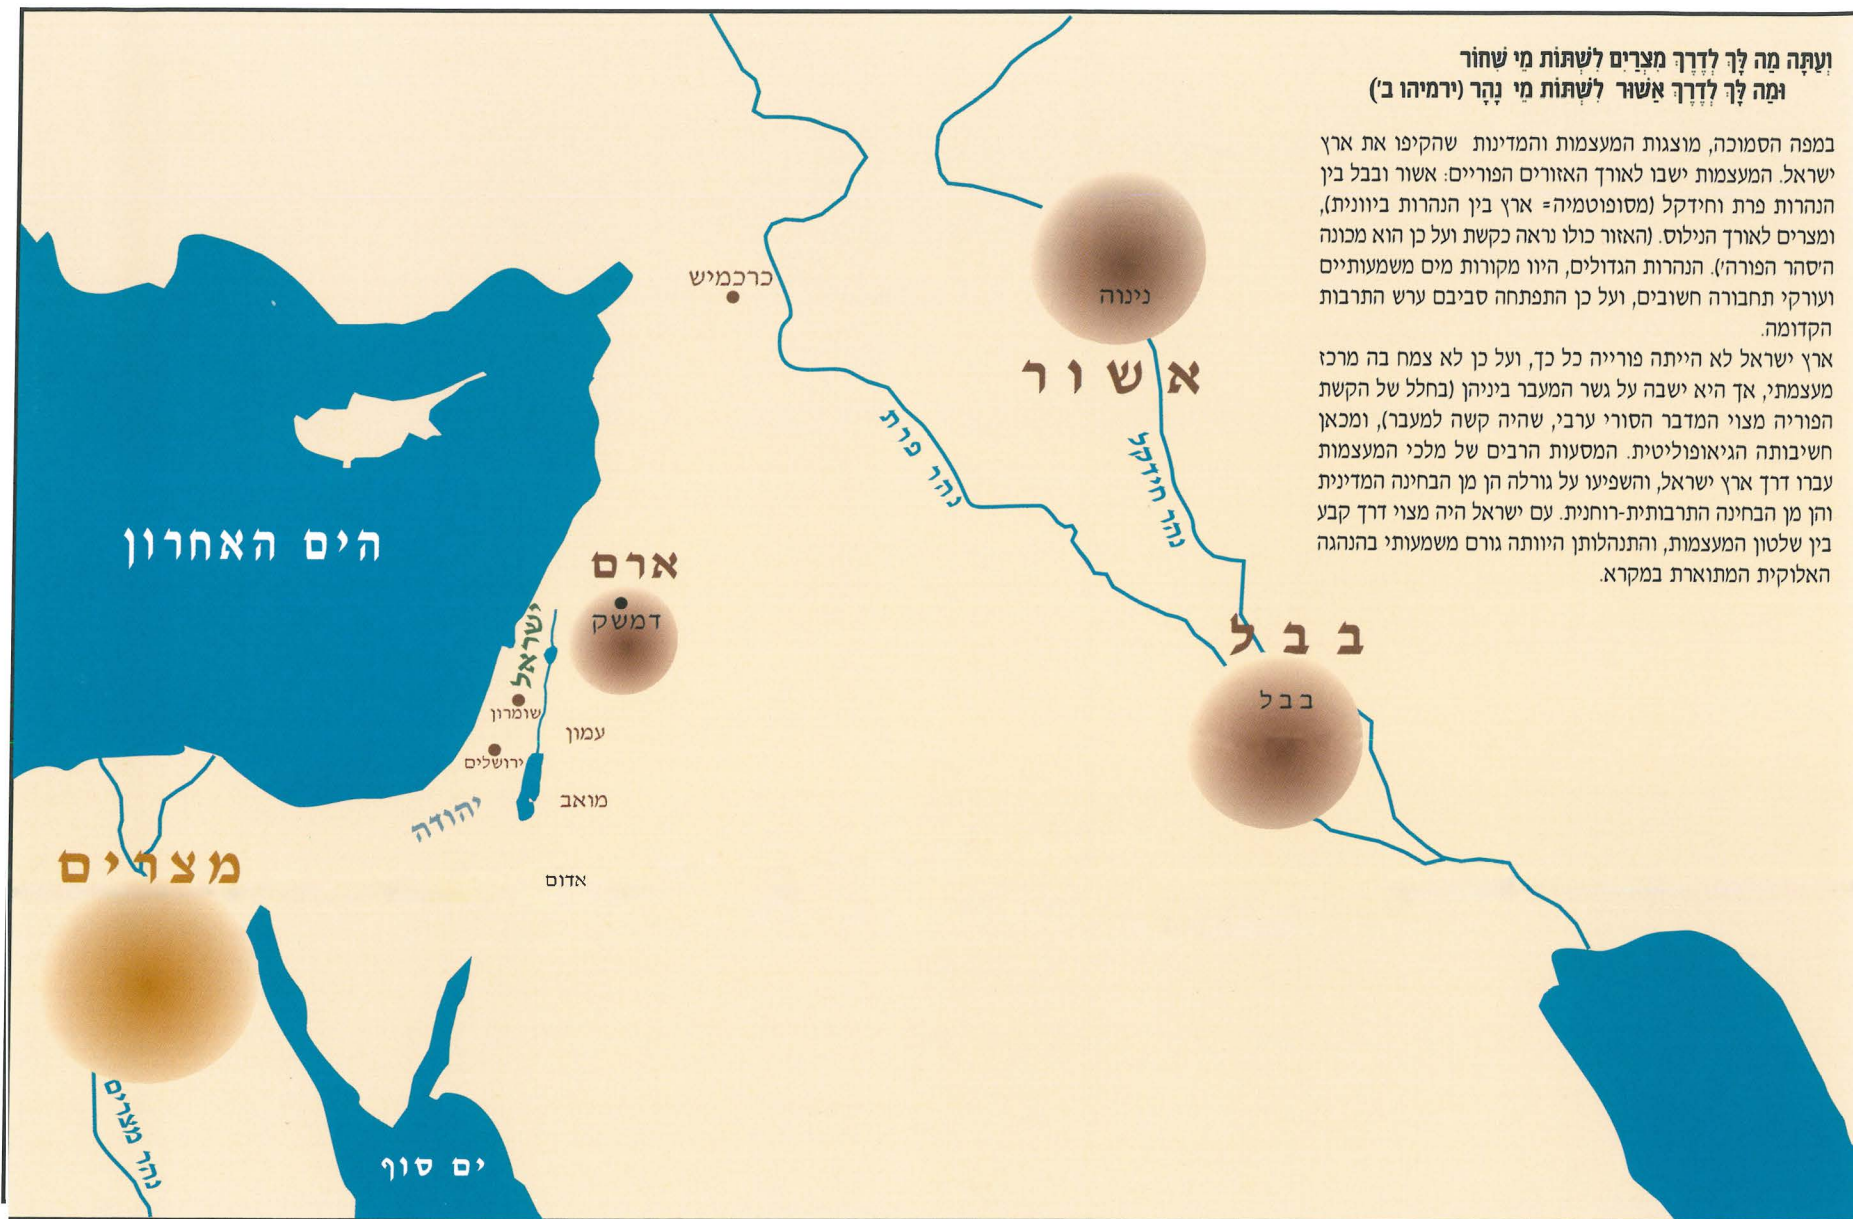 וְעַתָּה מַה לָּךְ לְדֶרֶךְ מִצְרַיִם לִשְׁתּוֹת מֵי שִׁחוֹר
וּמַה לָּךְ לְדֶרֶךְ אַשּׁוּר לִשְׁתּוֹת מֵי נָהָר (ירמיהו ב')
במפה הסמוכה, מוצגות המעצמות והמדינות שהקיפו את ארץ
ישראל. המעצמות ישבו לאורך האזורים הפוריים: אשור ובבל בין
הנהרות פרת וחידקל (מסופוטמיה= ארץ בין הנהרות ביוונית),
ומצרים לאורך הנילוס. (האזור כולו נראה כקשת ועל כן הוא מכונה
ה'סהר הפורה'). הנהרות הגדולים, היוו מקורות מים משמעותיים
ועורקי תחבורה חשובים, ועל כן התפתחה סביבם ערש התרבות
הקדומה.
ארץ ישראל לא הייתה פורייה כל כך, ועל כן לא צמח בה מרכז
מעצמתי, אך היא ישבה על גשר המעבר ביניהן (בחלל של הקשת
הפוריה מצוי המדבר הסורי ערבי, שהיה קשה למעבר), ומכאן
חשיבותה הגיאופוליטית. המסעות הרבים של מלכי המעצמות
עברו דרך ארץ ישראל, והשפיעו על גורלה הן מן הבחינה המדינית
והן מן הבחינה התרבותית-רוחנית. עם ישראל היה מצוי דרך קבע
בין שלטון המעצמות, והתנהלותן היוותה גורם משמעותי בהנהגה
האלוקית המתוארת במקרא.
כרכמיש
נינוה
אשור
נהר פרת
נהר חידקל
הים האחרון
ארם
דמשק
ישראל
שומרון
עמון
ירושלים
מואב
יהודה
אדום
בבל
בבל
מצרים
נהר מצרים
ים סוף